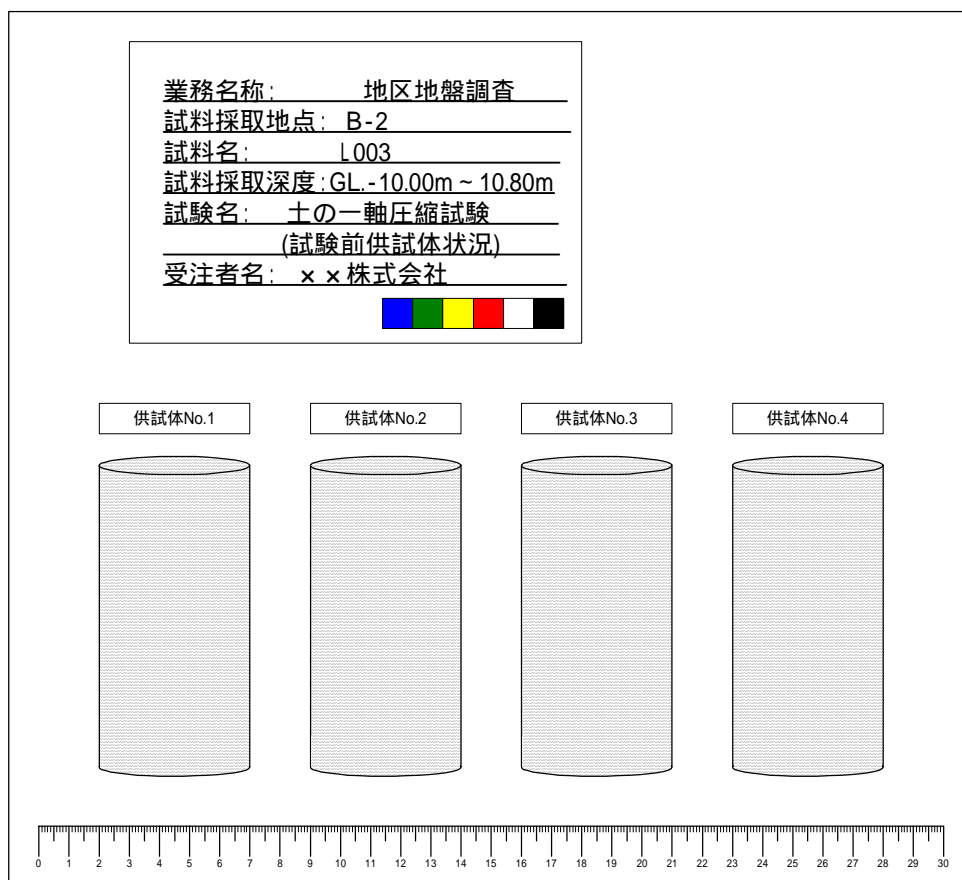 業務名称: 地区地盤調査
試料採取地点: B-2
試料名: L003
試料採取深度:GL.-10.00m ~ 10.80m
試験名: 土の一軸圧縮試験
(試験前供試体状況)
受注者名: ××株式会社
供試体No.1 供試体No.2 供試体No.3 供試体No.4
0 1 2 3 4 5 6 7 8 9 10 11 12 13 14 15 16 17 18 19 20 21 22 23 24 25 26 27 28 29 30